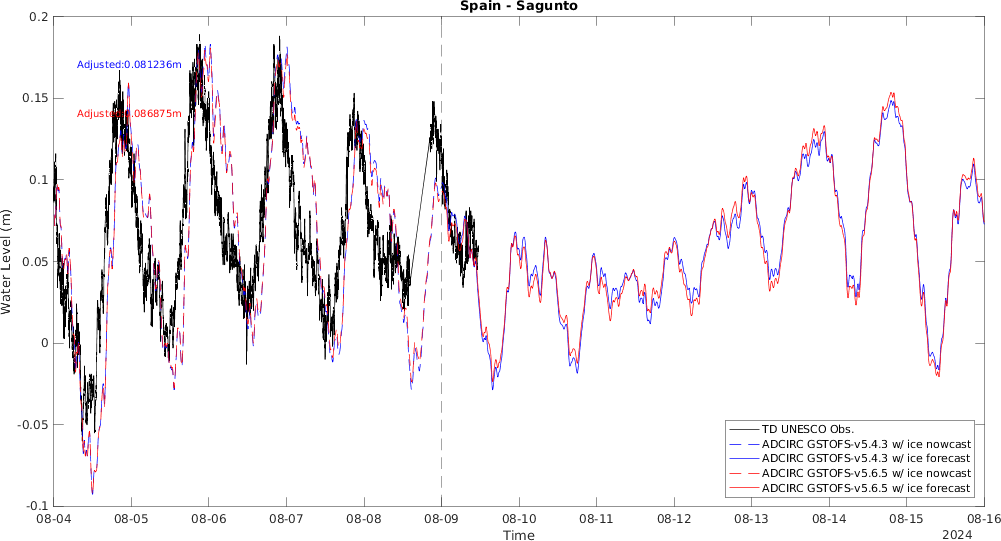 Spain - Sagunto
0.2
0.15
0.1
0.05
0
-0.05
-0.1
Water Level (m)
Adjusted:0.081236m
Adjusted:0.086875m
TD UNESCO Obs.
ADCIRC GSTOFS-v5.4.3 w/ ice nowcast
ADCIRC GSTOFS-v5.4.3 w/ ice forecast
ADCIRC GSTOFS-v5.6.5 w/ ice nowcast
ADCIRC GSTOFS-v5.6.5 w/ ice forecast
08-04 08-05 08-06 08-07 08-08 08-09 08-10 08-11 08-12 08-13 08-14 08-15 08-16
Time
2024